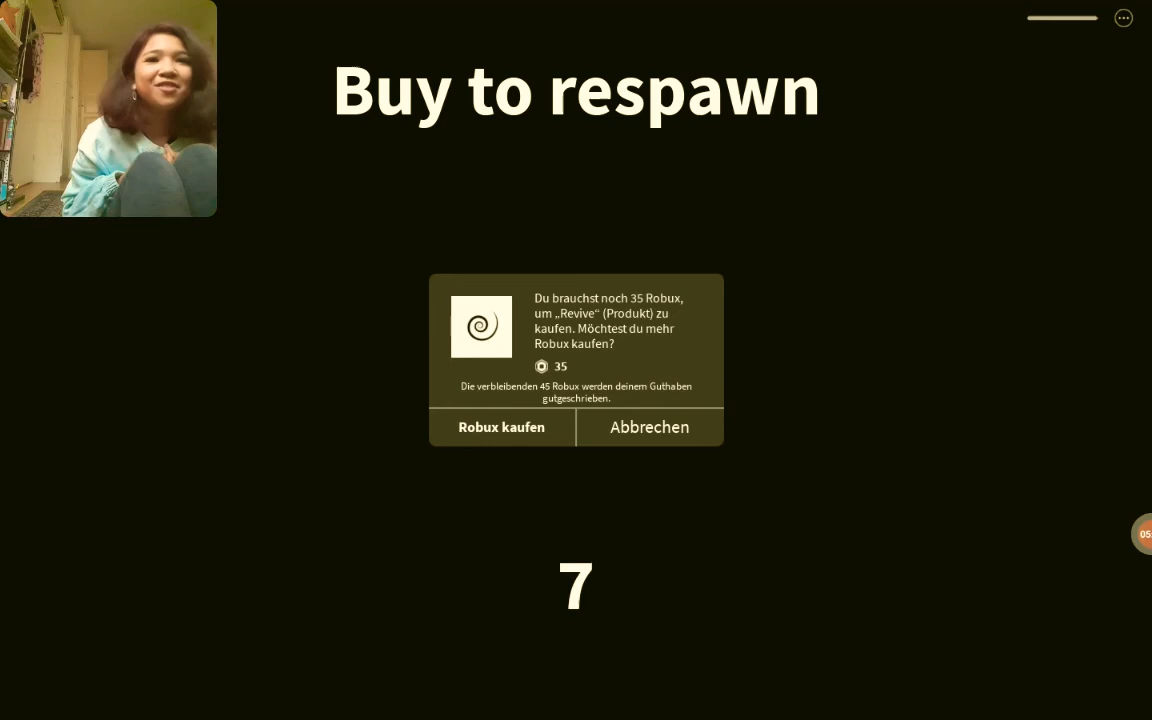 Buy to respawn
Du brauchst noch 35 Robux,
um „Revive“ (Produkt) zu
kaufen. Möchtest du mehr
Robux kaufen?
35
Die verbleibenden 45 Robux werden deinem Guthaben
gutgeschrieben.
Robux kaufen
Abbrechen
05
7